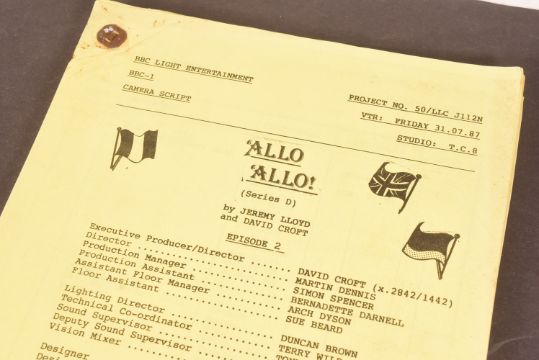 BBC LIGHT ENTERTAINMENT
BBC-1
CAMERA SCRIPT
PROJECT NO. 50/LLC J112N
VTR: FRIDAY 31.07.87
STUDIO: T.C.8
'ALLO
'ALLO!
(Series D)
by JEREMY LLOYD
and DAVID CROFT
EPISODE 2
Executive Producer/Director ....... DAVID CROFT (x.2842/1442)
Director ....... MARTIN DENNIS
Production Manager ....... SIMON SPENCER
Production Assistant ....... BERNADETTE DARNELL
Assistant Floor Manager ....... ARCH DYSON
Floor Assistant ....... SUE BEARD
Lighting Director ....... DUNCAN BROWN
Technical Co-ordinator ....... TERRY
Sound Supervisor .......
Deputy Sound Supervisor
Vision Mixer ...
Designer